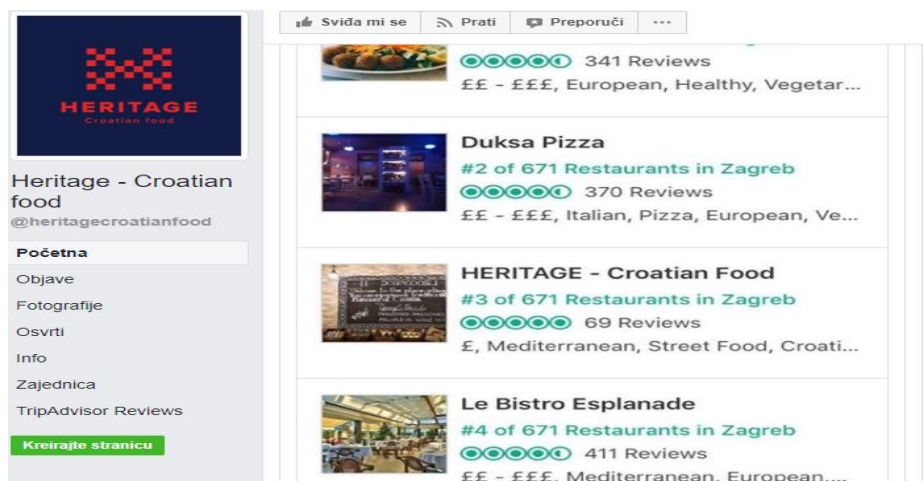 HERITAGE
Croatian food
Heritage - Croatian
food
@heritagecroatianfood
Početna
Objave
Fotografije
Osvrti
Info
Zajednica
TripAdvisor Reviews
Kreirajte stranicu
Sviđa mi se
Prati
Preporuči
...
341 Reviews
££ - £££, European, Healthy, Vegetar...
Duksa Pizza
#2 of 671 Restaurants in Zagreb
370 Reviews
££ - £££, Italian, Pizza, European, Ve...
HERITAGE - Croatian Food
#3 of 671 Restaurants in Zagreb
69 Reviews
£, Mediterranean, Street Food, Croati...
Le Bistro Esplanade
#4 of 671 Restaurants in Zagreb
411 Reviews
££ - £££, Mediterranean, European,...